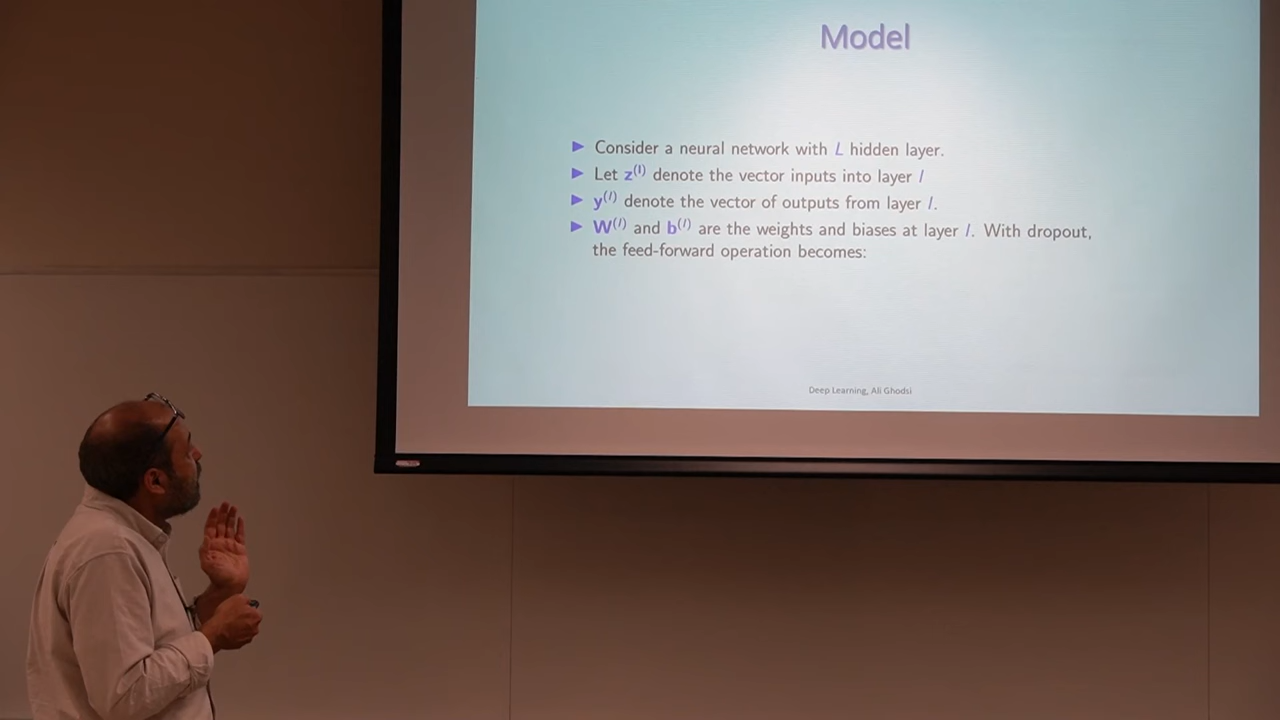 Model
▶ Consider a neural network with L hidden layer.
▶ Let z⁽ˡ⁾ denote the vector inputs into layer l
▶ y⁽ˡ⁾ denote the vector of outputs from layer l.
▶ W⁽ˡ⁾ and b⁽ˡ⁾ are the weights and biases at layer l. With dropout,
the feed-forward operation becomes:
Deep Learning, Ali Ghodsi